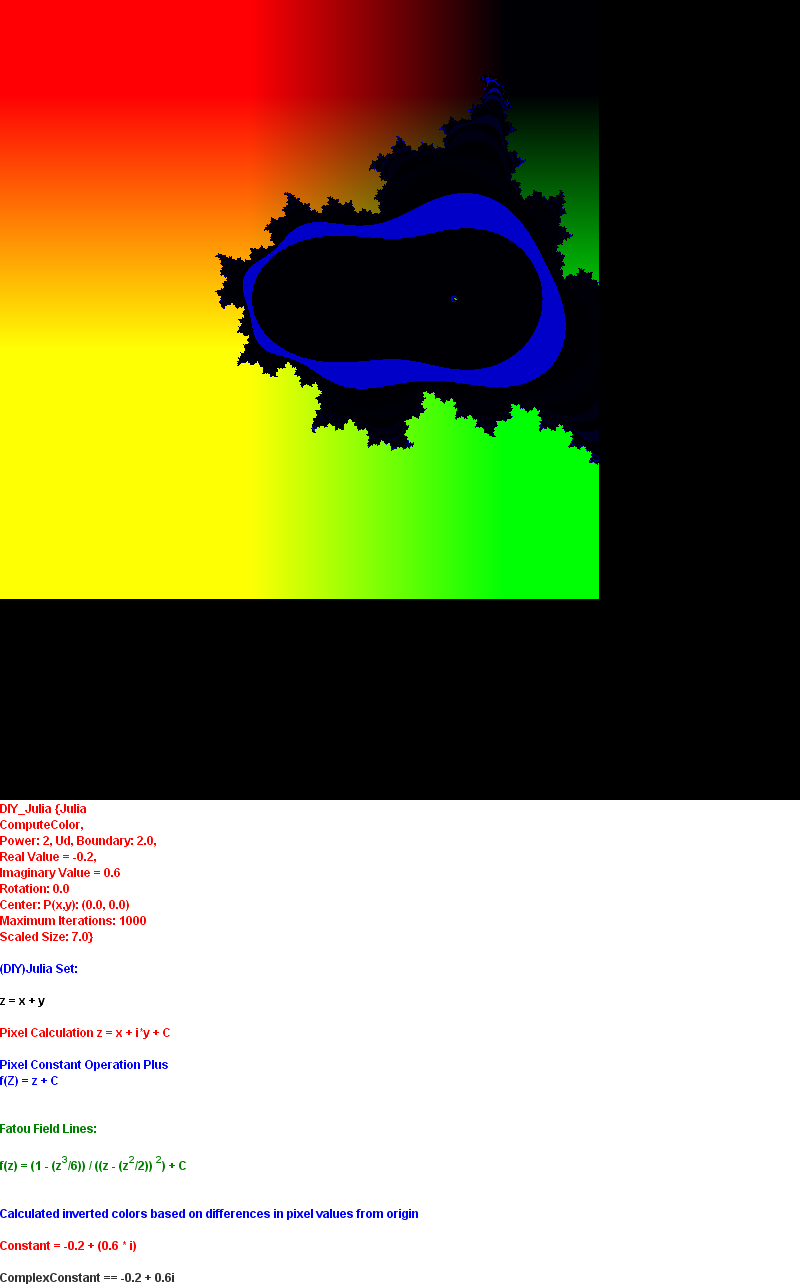 DIY_Julia {Julia
ComputeColor,
Power: 2, Ud, Boundary: 2.0,
Real Value = -0.2,
Imaginary Value = 0.6
Rotation: 0.0
Center: P(x,y): (0.0, 0.0)
Maximum Iterations: 1000
Scaled Size: 7.0}
(DIY)Julia Set:
z = x + y
Pixel Calculation z = x + i*y + C
Pixel Constant Operation Plus
f(Z) = z + C
Fatou Field Lines:
f(z) = (1 - (z^3/6)) / ((z - (z^2/2)) ^2) + C
Calculated inverted colors based on differences in pixel values from origin
Constant = -0.2 + (0.6 * i)
ComplexConstant == -0.2 + 0.6i